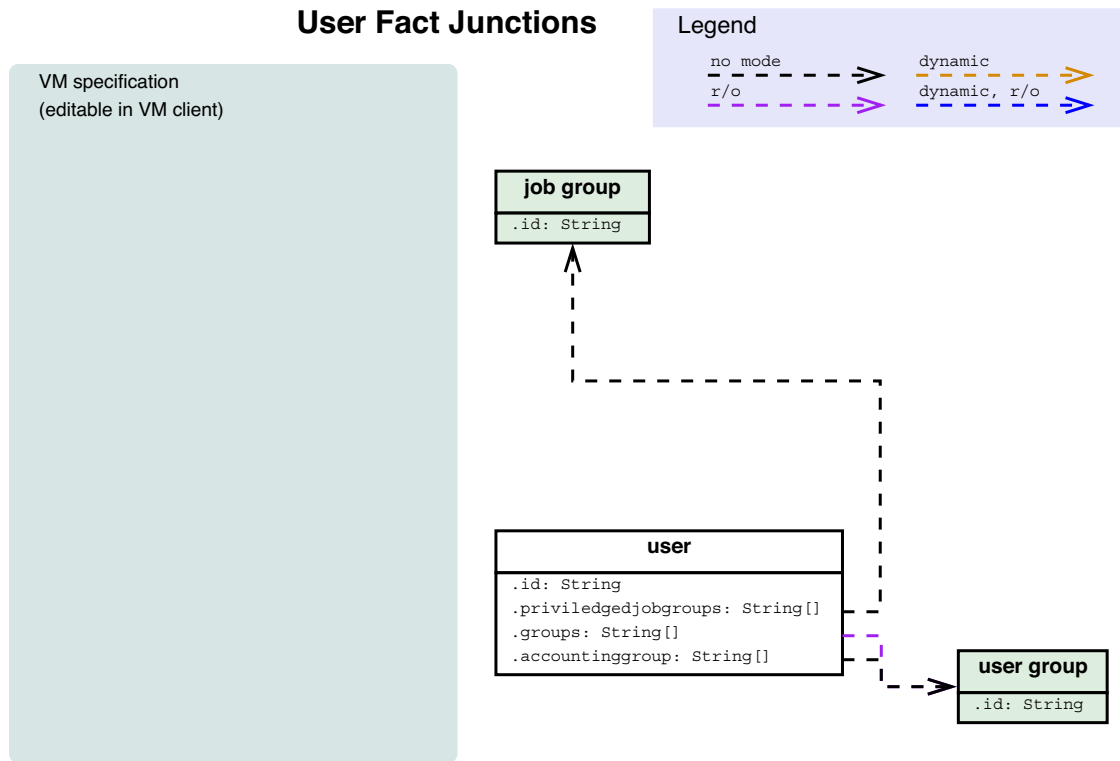 User Fact Junctions
Legend
no mode
dynamic
r/o
dynamic, r/o
VM specification
(editable in VM client)
job group
.id: String
user
.id: String
.priviledgedjobgroups: String[]
.groups: String[]
.accountinggroup: String[]
user group
.id: String